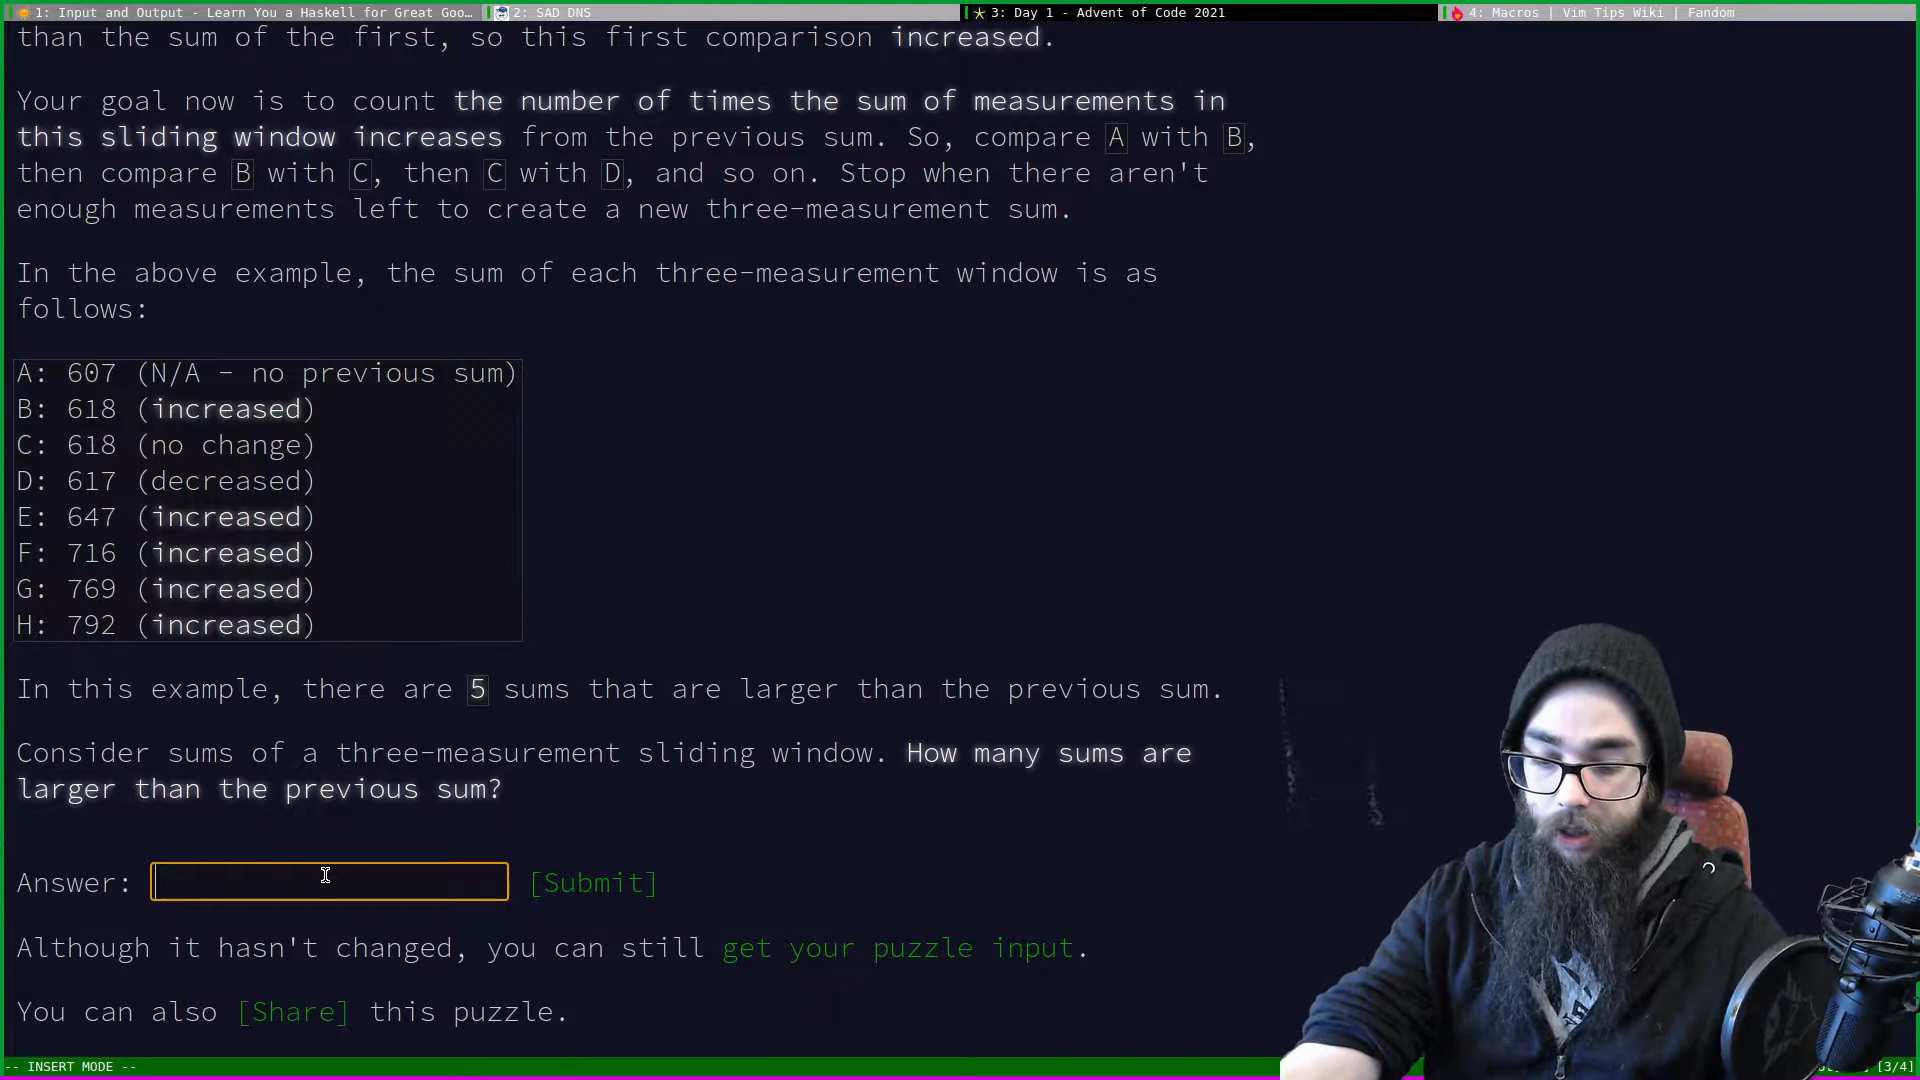 1: Input and Output - Learn You a Haskell for Great Goo…
2: SAD DNS
3: Day 1 - Advent of Code 2021
4: Macros | Vim Tips Wiki | Fandom
than the sum of the first, so this first comparison increased.
Your goal now is to count the number of times the sum of measurements in
this sliding window increases from the previous sum. So, compare A with B,
then compare B with C, then C with D, and so on. Stop when there aren't
enough measurements left to create a new three-measurement sum.
In the above example, the sum of each three-measurement window is as
follows:
A: 607 (N/A - no previous sum)
B: 618 (increased)
C: 618 (no change)
D: 617 (decreased)
E: 647 (increased)
F: 716 (increased)
G: 769 (increased)
H: 792 (increased)
In this example, there are 5 sums that are larger than the previous sum.
Consider sums of a three-measurement sliding window. How many sums are
larger than the previous sum?
Answer: [Submit]
Although it hasn't changed, you can still get your puzzle input.
You can also [Share] this puzzle.
-- INSERT MODE --
[3/4]